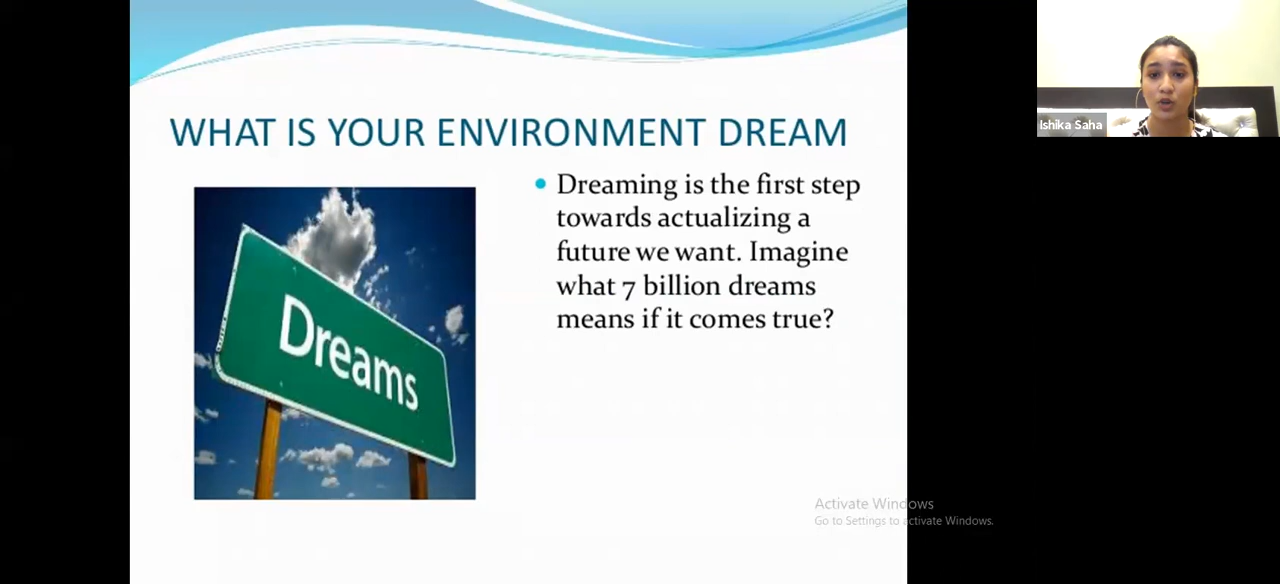 WHAT IS YOUR ENVIRONMENT DREAM
Dreams
• Dreaming is the first step
towards actualizing a
future we want. Imagine
what 7 billion dreams
means if it comes true?
Ishika Saha
Activate Windows
Go to Settings to activate Windows.